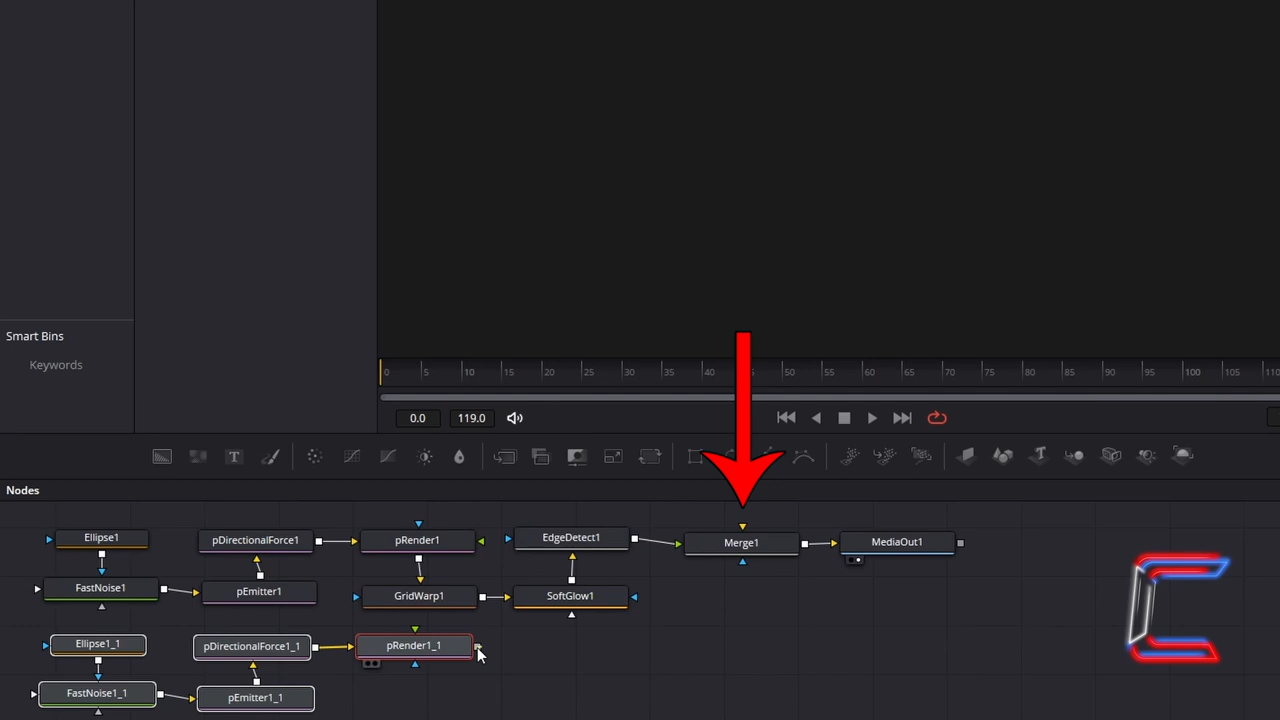 Smart Bins
Keywords
0 5 10 15 20 25 30 35 40 50 55 60 65 70 75 80 85 90 95 100 105 110
0.0 119.0
T
Nodes
Ellipse1 pDirectionalForce1 pRender1 EdgeDetect1 Merge1 MediaOut1
FastNoise1 pEmitter1 GridWarp1 SoftGlow1
Ellipse1_1 pDirectionalForce1_1 pRender1_1
FastNoise1_1 pEmitter1_1